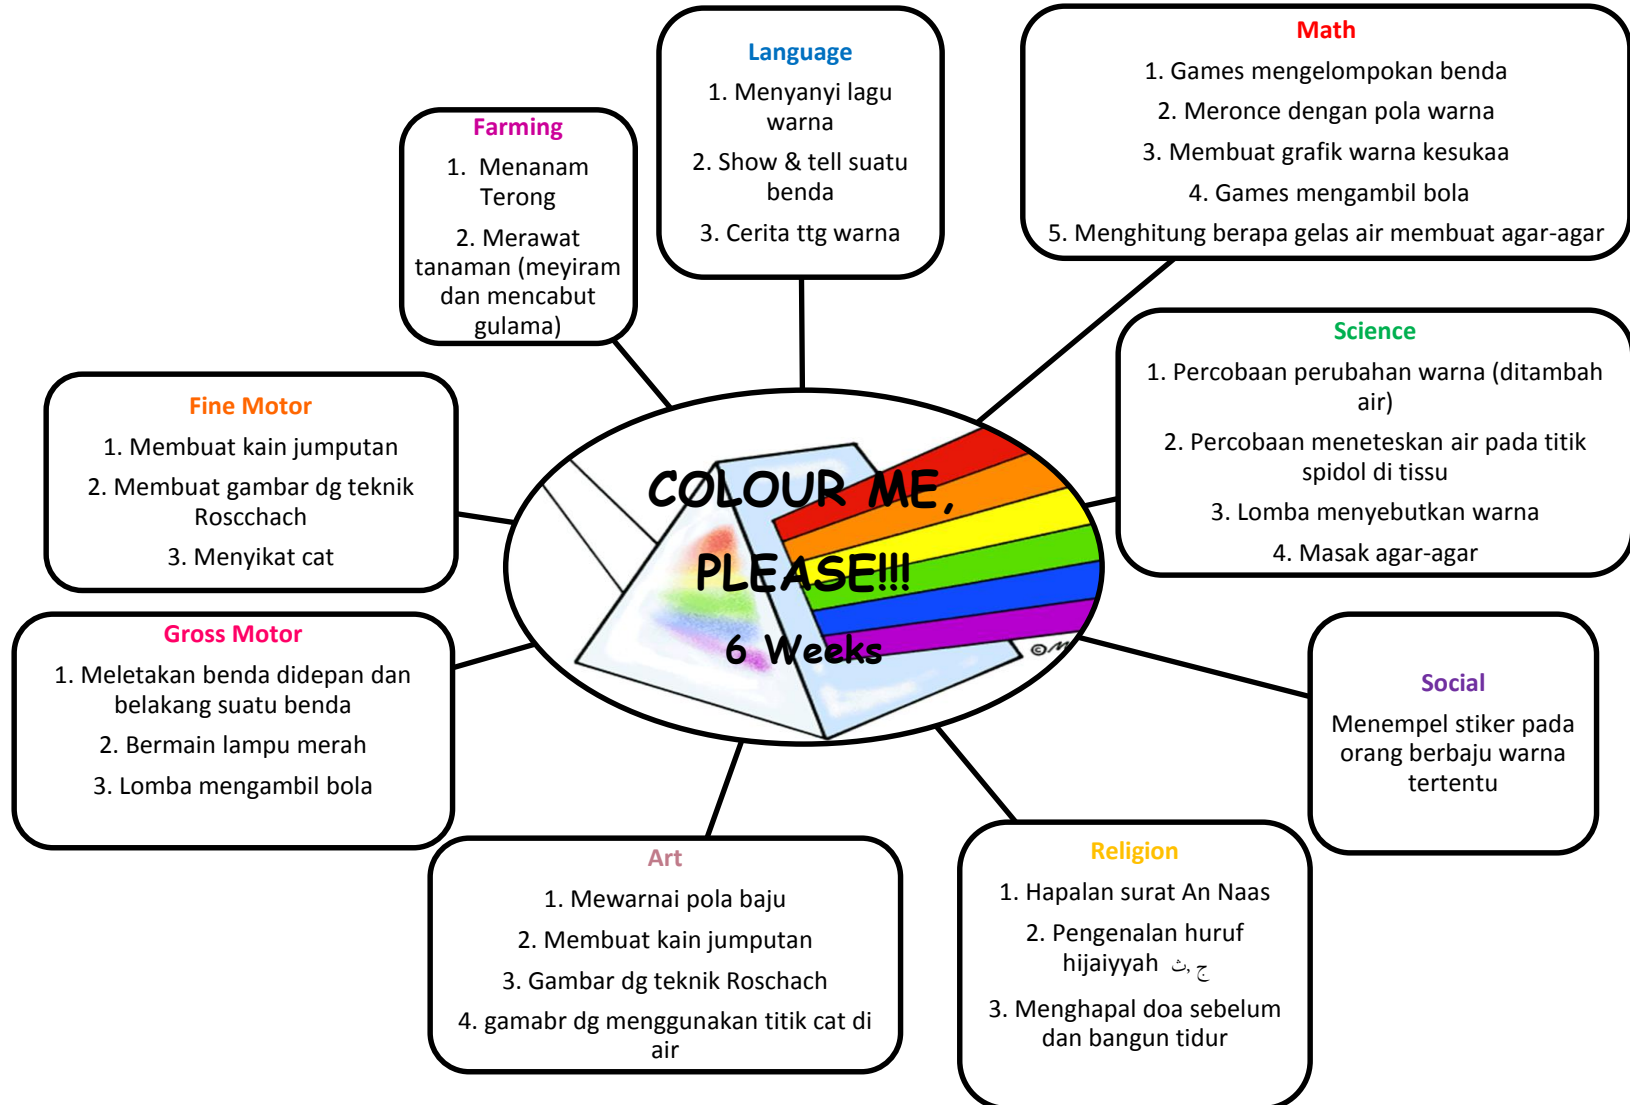 Language
1. Menyanyi lagu
warna
2. Show & tell suatu
benda
3. Cerita ttg warna
Math
1. Games mengelompokan benda
2. Meronce dengan pola warna
3. Membuat grafik warna kesukaa
4. Games mengambil bola
5. Menghitung berapa gelas air membuat agar-agar
Farming
1. Menanam
Terong
2. Merawat
tanaman (meyiram
dan mencabut
gulama)
Science
1. Percobaan perubahan warna (ditambah
air)
2. Percobaan meneteskan air pada titik
spidol di tissu
3. Lomba menyebutkan warna
4. Masak agar-agar
Fine Motor
1. Membuat kain jumputan
2. Membuat gambar dg teknik
Roscchach
3. Menyikat cat
COLOUR ME,
PLEASE!!!
6 Weeks
Gross Motor
1. Meletakan benda didepan dan
belakang suatu benda
2. Bermain lampu merah
3. Lomba mengambil bola
Social
Menempel stiker pada
orang berbaju warna
tertentu
Art
1. Mewarnai pola baju
2. Membuat kain jumputan
3. Gambar dg teknik Roschach
4. gamabr dg menggunakan titik cat di
air
Religion
1. Hapalan surat An Naas
2. Pengenalan huruf
hijaiyyah ث, ج
3. Menghapal doa sebelum
dan bangun tidur